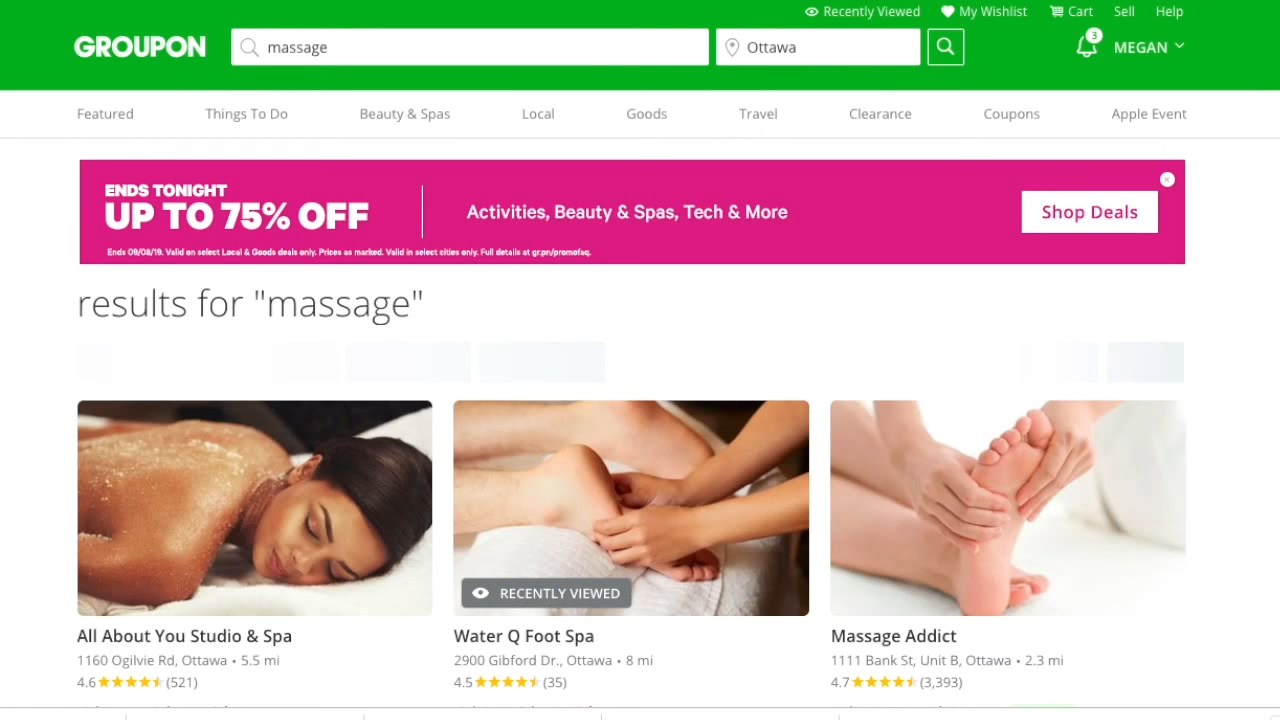 Recently Viewed My Wishlist Cart Sell Help
GROUPON massage Ottawa 3 MEGAN
Featured Things To Do Beauty & Spas Local Goods Travel Clearance Coupons Apple Event
ENDS TONIGHT
UP TO 75% OFF
Activities, Beauty & Spas, Tech & More
Shop Deals
Ends 09/08/19. Valid on select Local & Goods deals only. Prices as marked. Valid in select cities only. Full details at gr.pn/promofaq.
results for "massage"
RECENTLY VIEWED
All About You Studio & Spa
1160 Ogilvie Rd, Ottawa • 5.5 mi
4.6 (521)
Water Q Foot Spa
2900 Gibford Dr., Ottawa • 8 mi
4.5 (35)
Massage Addict
1111 Bank St, Unit B, Ottawa • 2.3 mi
4.7 (3,393)